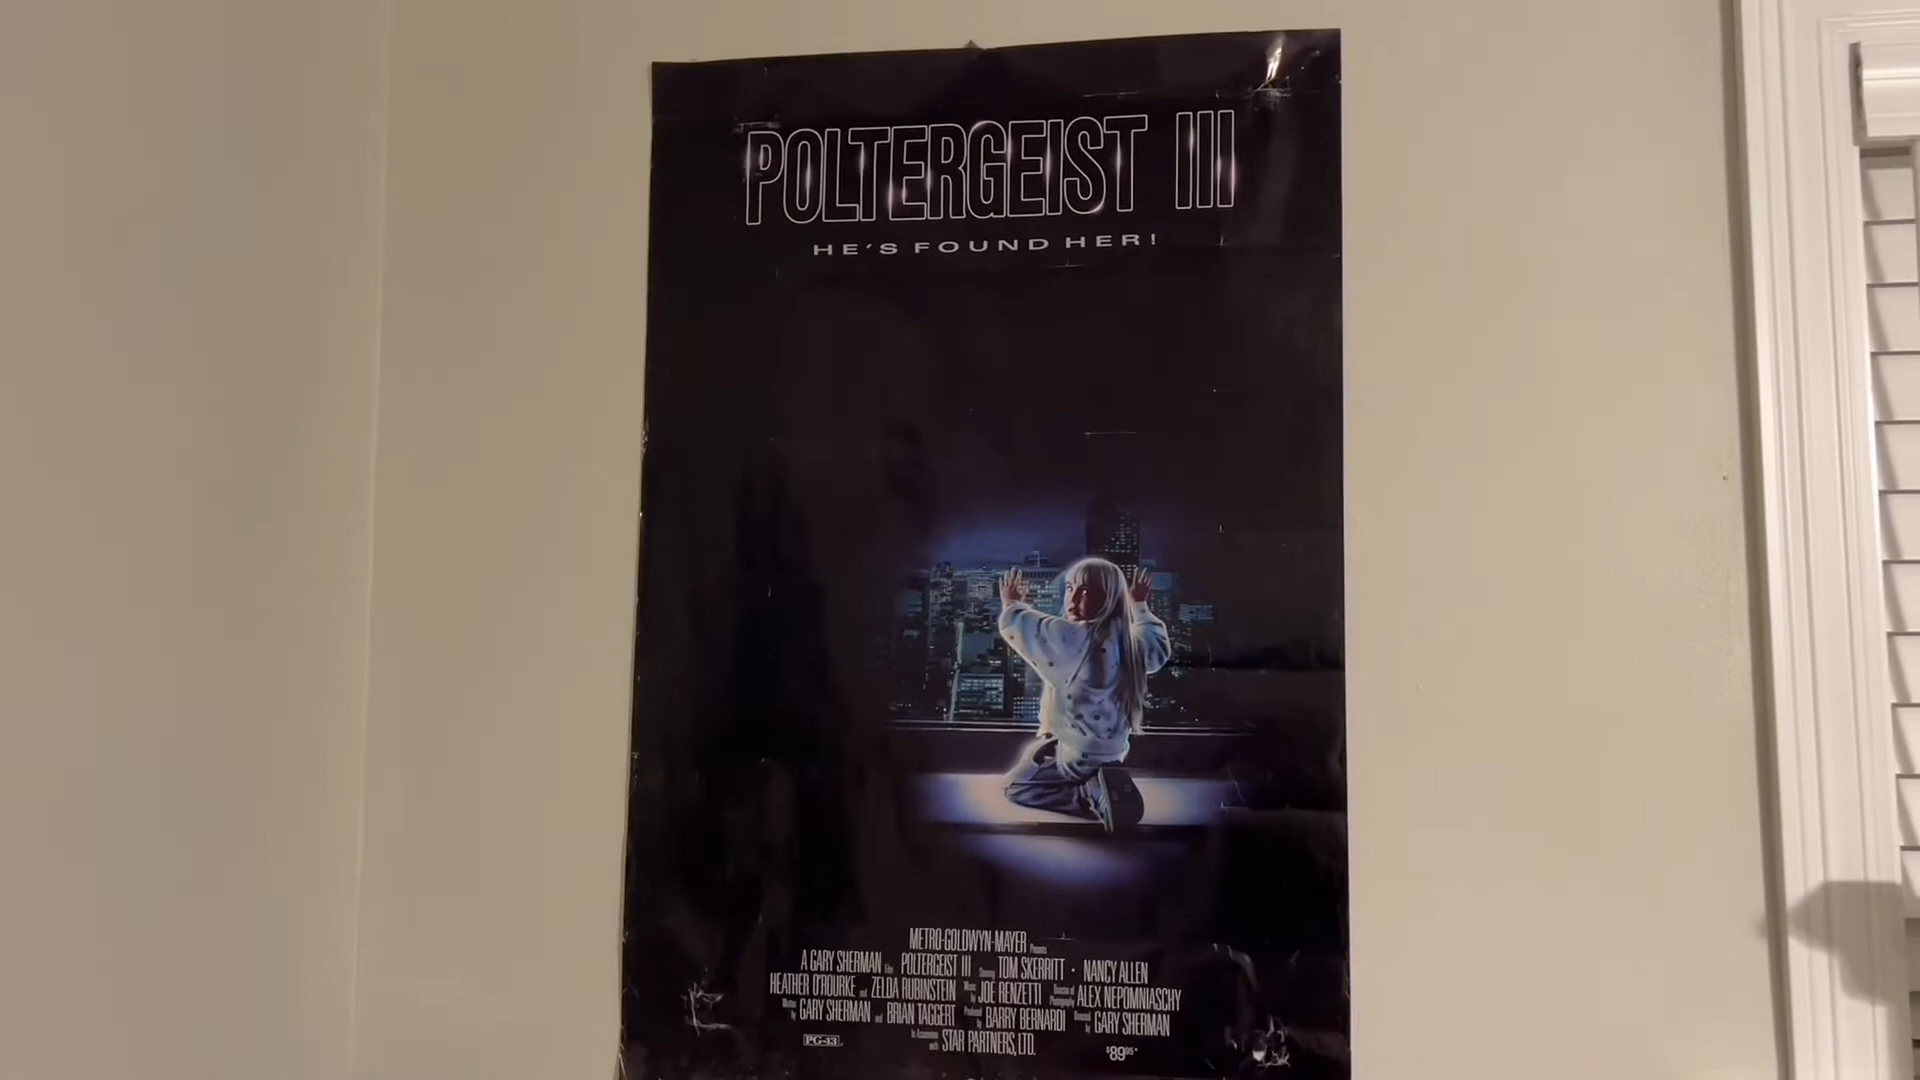 POLTERGEIST III
HE'S FOUND HER!
METRO-GOLDWYN-MAYER Presents
A GARY SHERMAN Film POLTERGEIST III Starring TOM SKERRITT • NANCY ALLEN
HEATHER O'ROURKE and ZELDA RUBINSTEIN Music by JOE RENZETTI Director of Photography ALEX NEPOMNIASCHY
Written by GARY SHERMAN and BRIAN TAGGERT Produced by BARRY BERNARDI Directed by GARY SHERMAN
PG-13 In Association with STAR PARTNERS, LTD. $89.95*